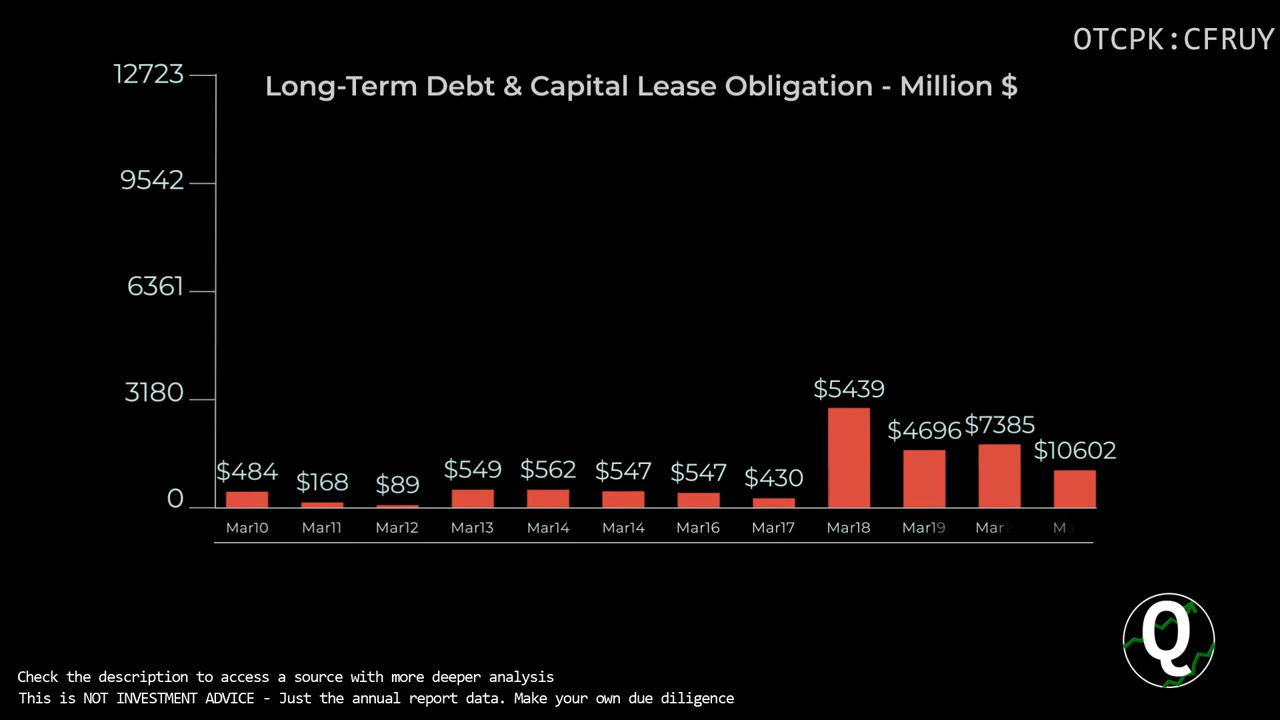 OTCPK:CFRUY
Long-Term Debt & Capital Lease Obligation - Million $
12723
9542
6361
3180
0
$484 $168 $89 $549 $562 $547 $547 $430 $5439 $4696 $7385 $10602
Mar10 Mar11 Mar12 Mar13 Mar14 Mar14 Mar16 Mar17 Mar18 Mar19 Mar
Q
Check the description to access a source with more deeper analysis
This is NOT INVESTMENT ADVICE - Just the annual report data. Make your own due diligence